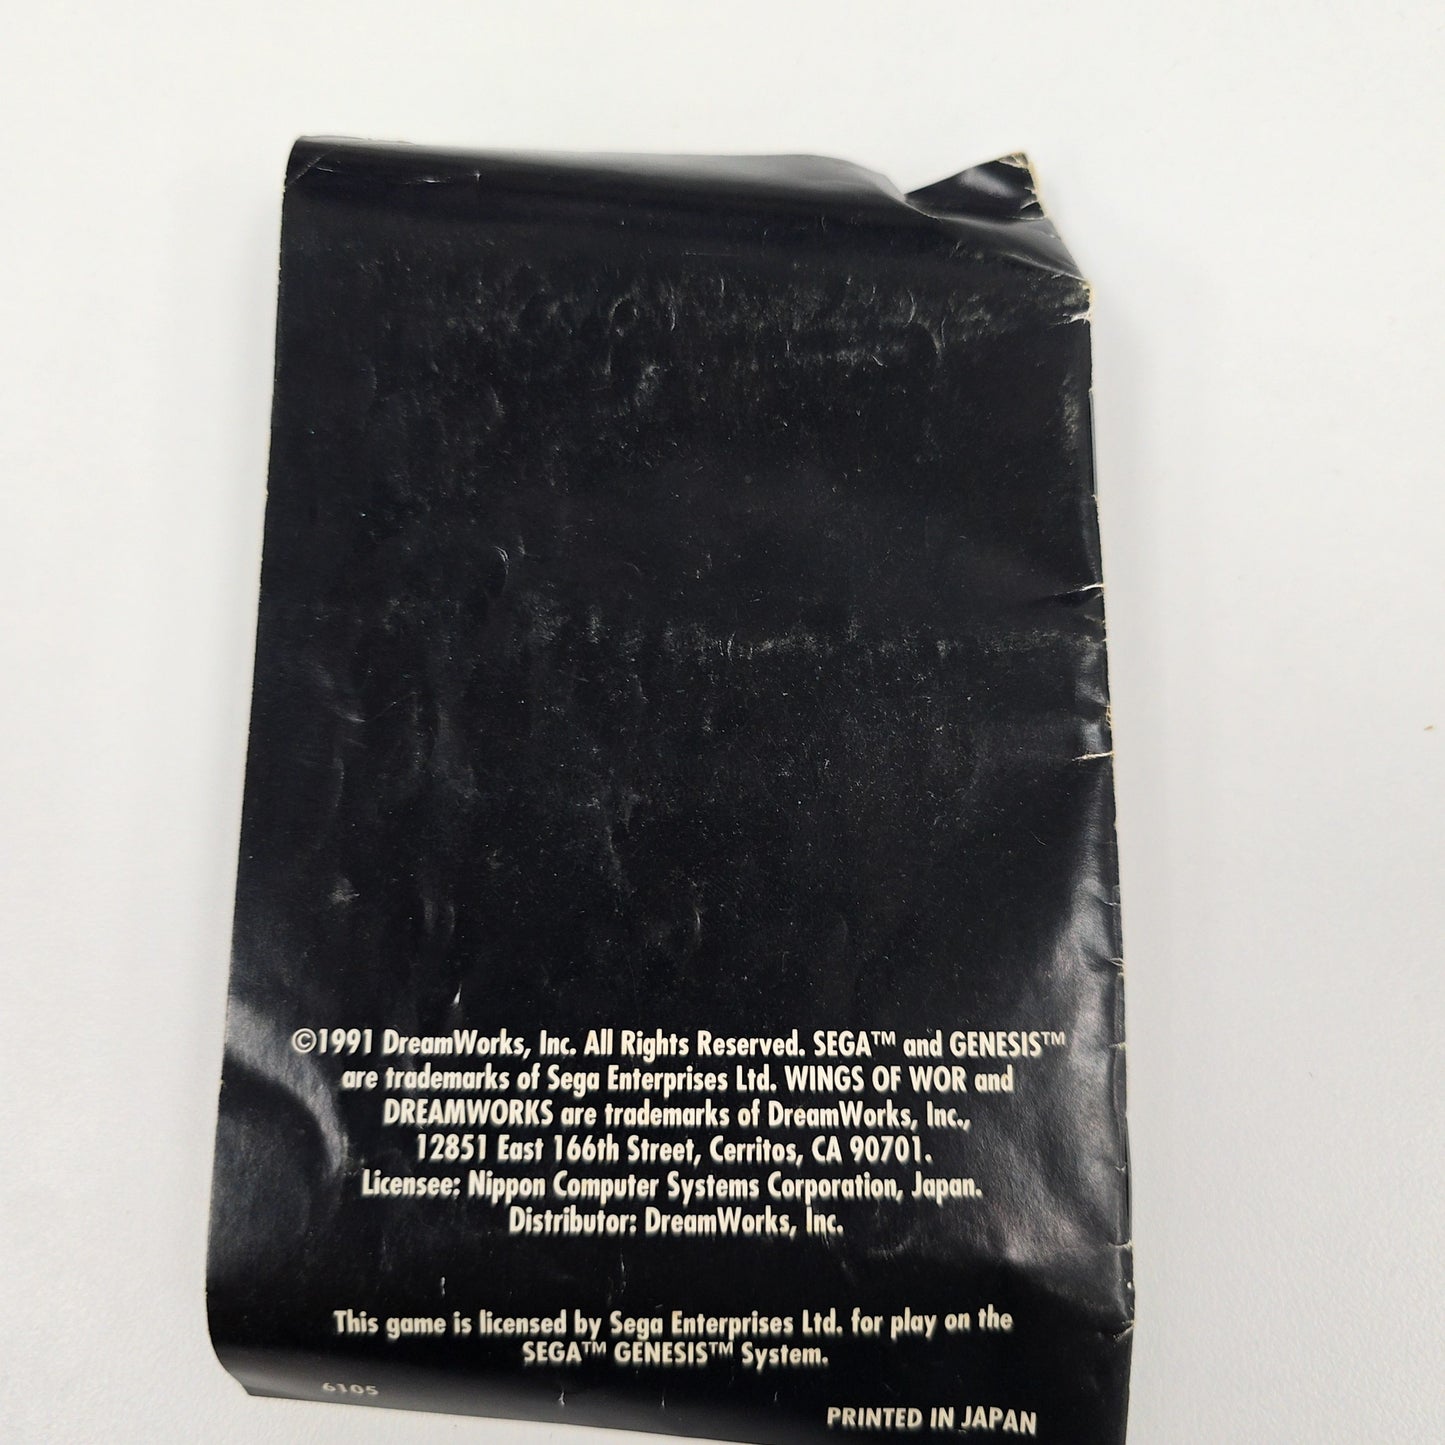 ©1991 DreamWorks, Inc. All Rights Reserved. SEGA™ and GENESIS™
are trademarks of Sega Enterprises Ltd. WINGS OF WOR and
DREAMWORKS are trademarks of DreamWorks, Inc.,
12851 East 166th Street, Cerritos, CA 90701.
Licensee: Nippon Computer Systems Corporation, Japan.
Distributor: DreamWorks, Inc.
This game is licensed by Sega Enterprises Ltd. for play on the
SEGA™ GENESIS™ System.
6105
PRINTED IN JAPAN